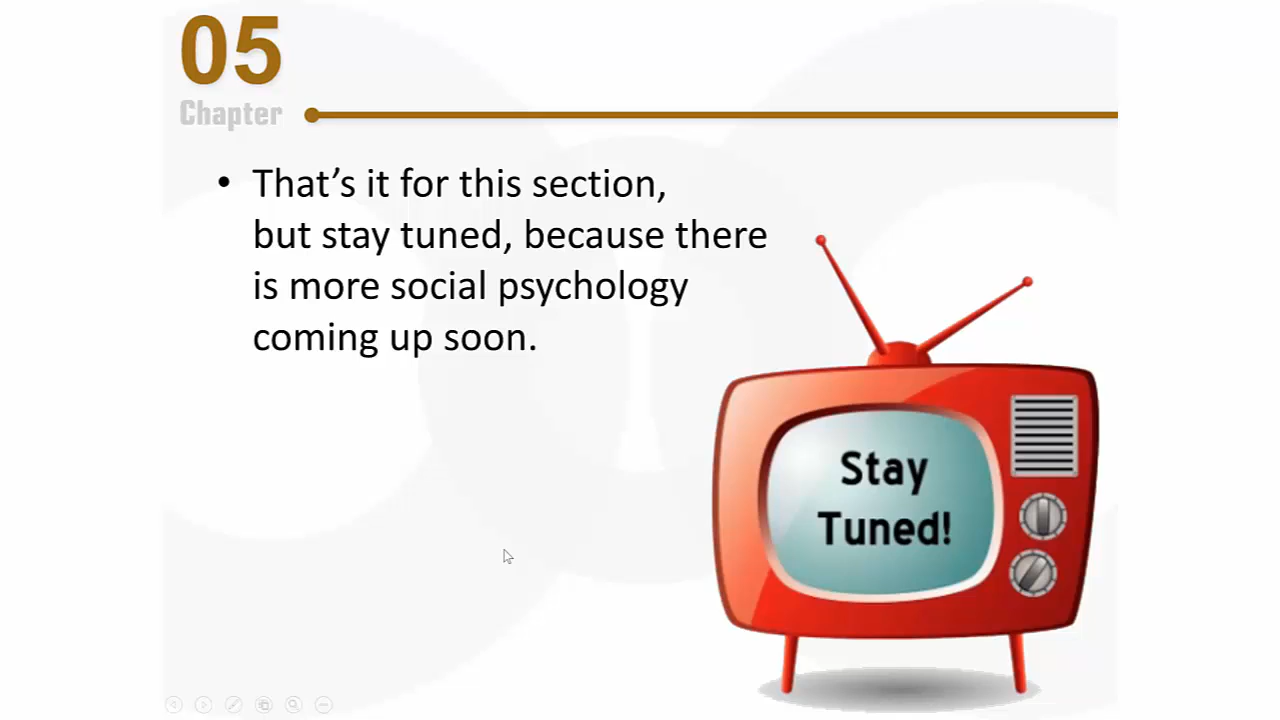 05
Chapter
• That’s it for this section,
but stay tuned, because there
is more social psychology
coming up soon.
Stay
Tuned!